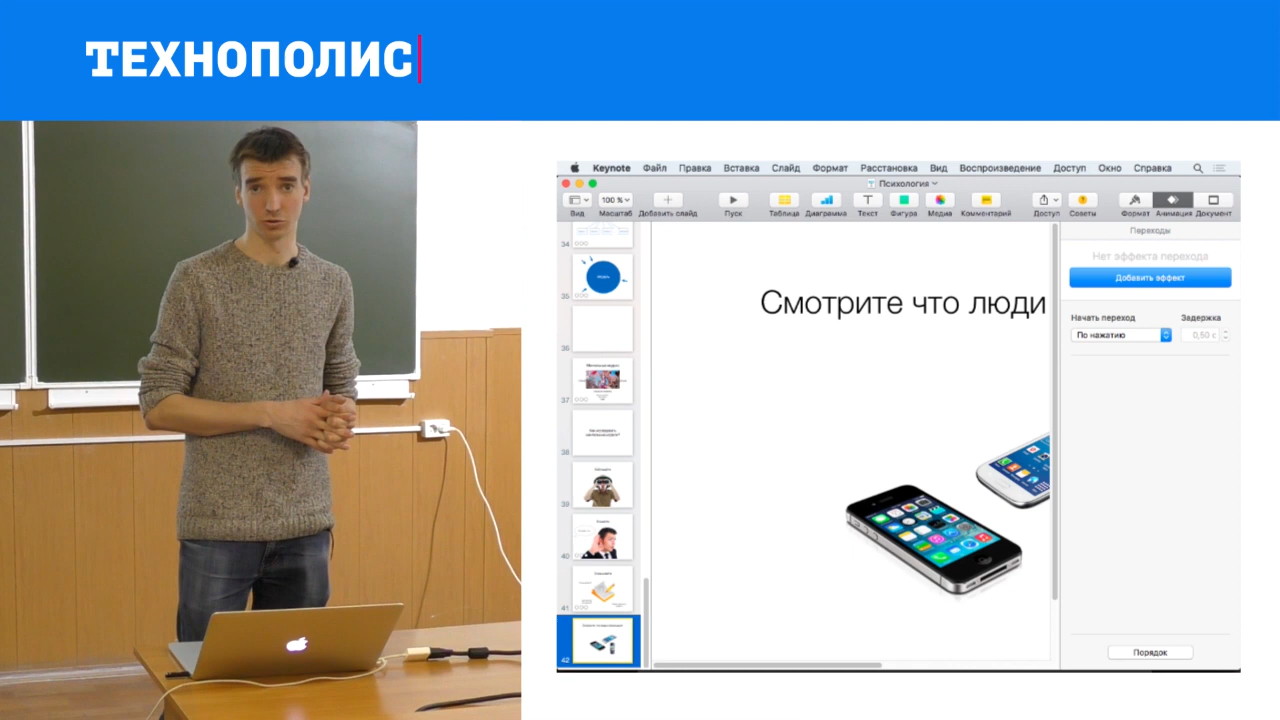 ТЕХНОПОЛИС
Keynote Файл Правка Вставка Слайд Формат Расстановка Вид Воспроизведение Доступ Окно Справка
Психология
100 %
Вид Масштаб Добавить слайд Пуск Таблица Диаграмма Текст Фигура Медиа Комментарий Доступ Советы Формат Анимация Документ
Переходы
Нет эффекта перехода
Добавить эффект
Начать переход Задержка
По нажатию 0,50 с
Порядок
Смотрите что люди
34
35
36
37
38
39
40
41
42